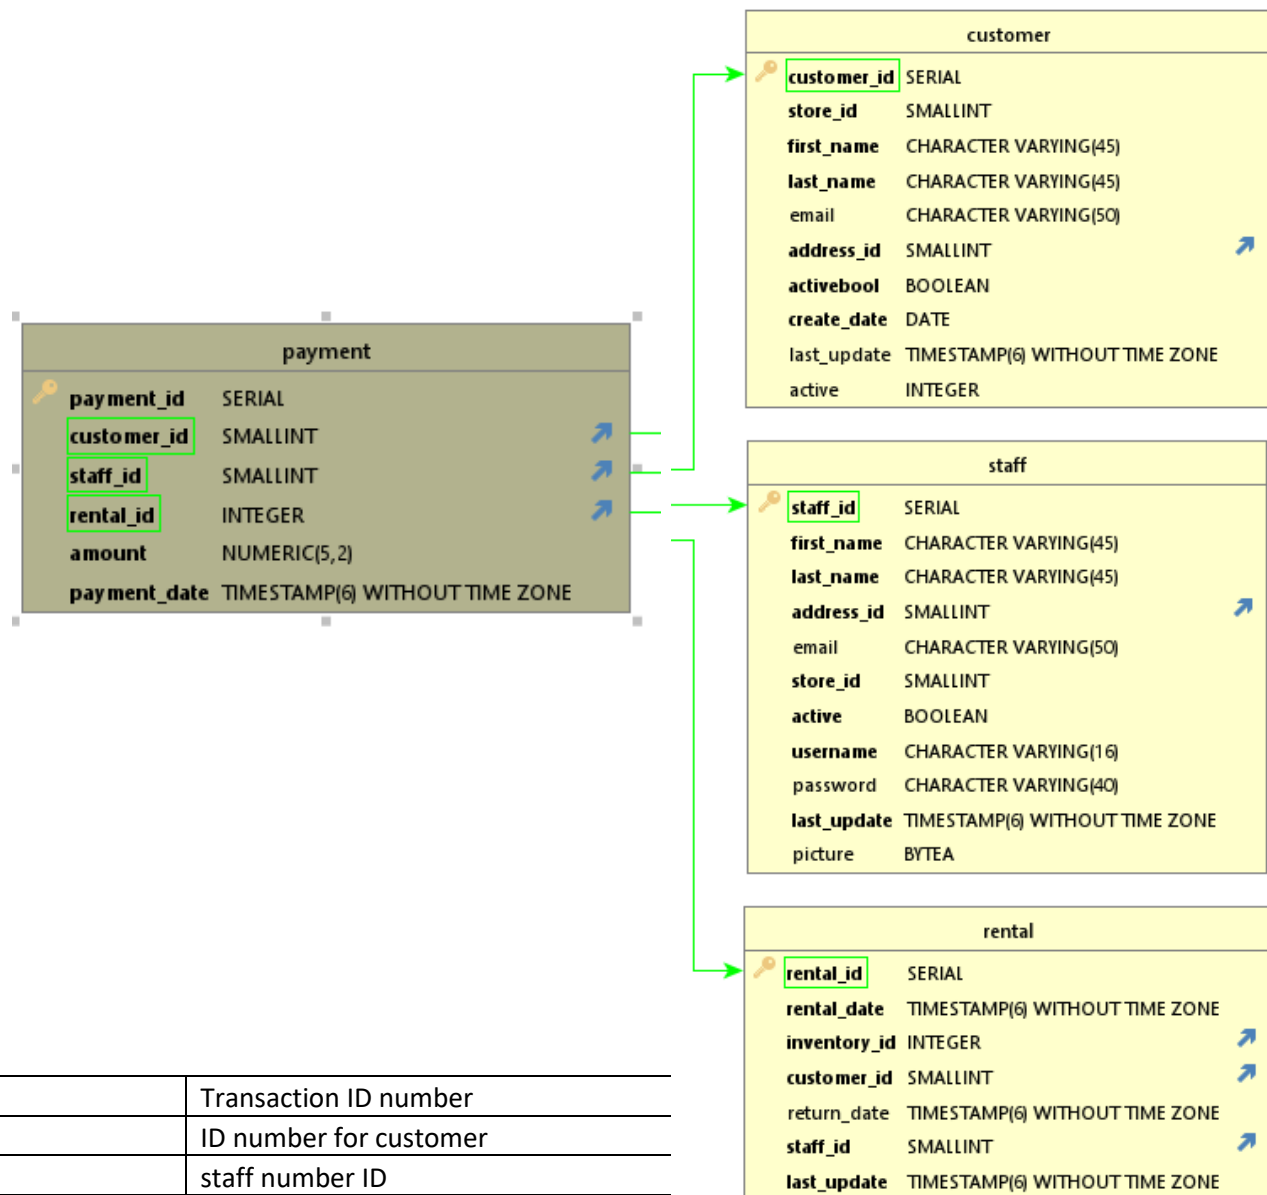 customer
customer_id SERIAL
store_id SMALLINT
first_name CHARACTER VARYING(45)
last_name CHARACTER VARYING(45)
email CHARACTER VARYING(50)
address_id SMALLINT
activebool BOOLEAN
create_date DATE
last_update TIMESTAMP(6) WITHOUT TIME ZONE
active INTEGER
payment
payment_id SERIAL
customer_id SMALLINT
staff_id SMALLINT
rental_id INTEGER
amount NUMERIC(5,2)
payment_date TIMESTAMP(6) WITHOUT TIME ZONE
staff
staff_id SERIAL
first_name CHARACTER VARYING(45)
last_name CHARACTER VARYING(45)
address_id SMALLINT
email CHARACTER VARYING(50)
store_id SMALLINT
active BOOLEAN
username CHARACTER VARYING(16)
password CHARACTER VARYING(40)
last_update TIMESTAMP(6) WITHOUT TIME ZONE
picture BYTEA
rental
rental_id SERIAL
rental_date TIMESTAMP(6) WITHOUT TIME ZONE
inventory_id INTEGER
customer_id SMALLINT
return_date TIMESTAMP(6) WITHOUT TIME ZONE
staff_id SMALLINT
last_update TIMESTAMP(6) WITHOUT TIME ZONE
Transaction ID number
ID number for customer
staff number ID